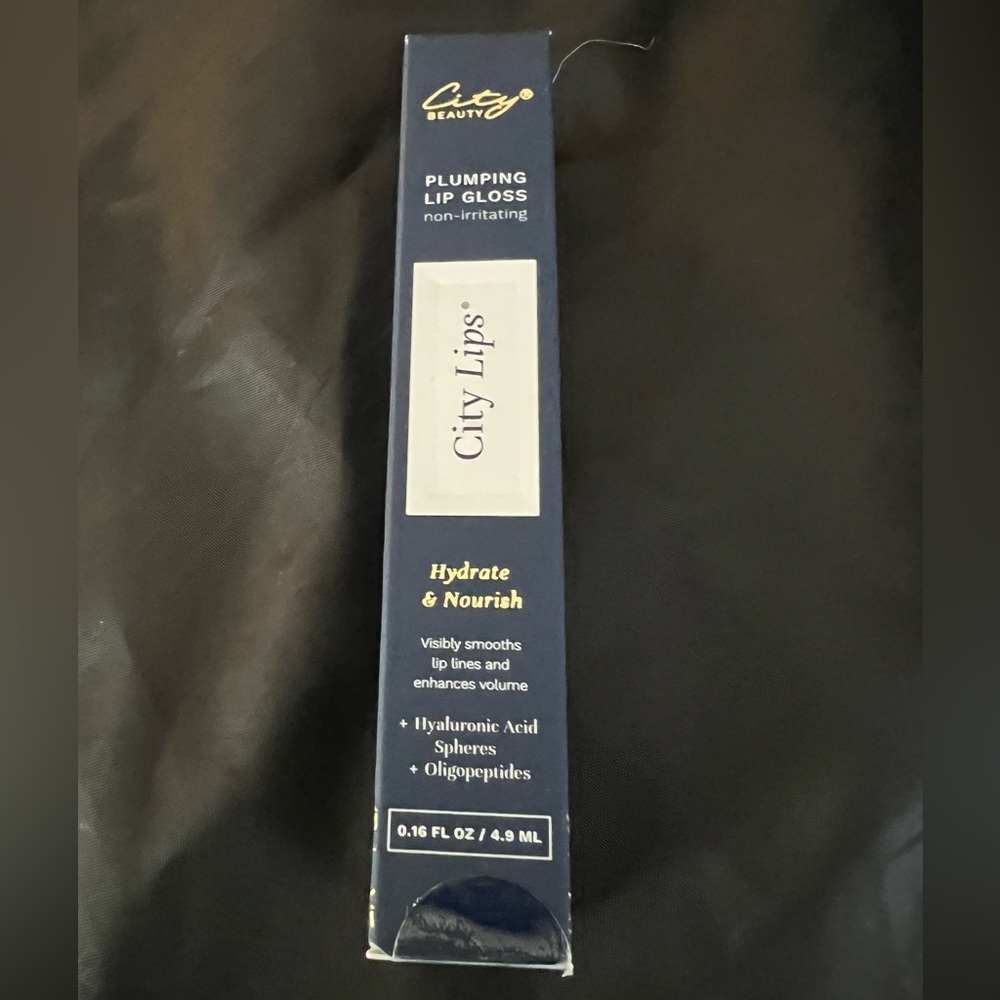 City®
BEAUTY
PLUMPING
LIP GLOSS
non-irritating
City Lips®
Hydrate
& Nourish
Visibly smooths
lip lines and
enhances volume
+ Hyaluronic Acid
Spheres
+ Oligopeptides
0.16 FL OZ / 4.9 ML